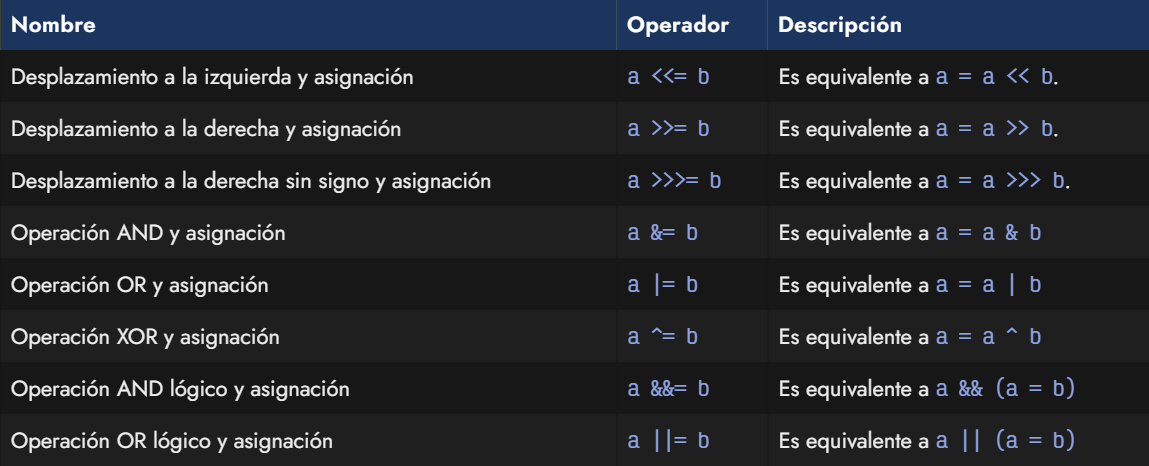 Nombre Operador Descripción
Desplazamiento a la izquierda y asignación a <<= b Es equivalente a a = a << b.
Desplazamiento a la derecha y asignación a >>= b Es equivalente a a = a >> b.
Desplazamiento a la derecha sin signo y asignación a >>>= b Es equivalente a a = a >>> b.
Operación AND y asignación a &= b Es equivalente a a = a & b
Operación OR y asignación a |= b Es equivalente a a = a | b
Operación XOR y asignación a ^= b Es equivalente a a = a ^ b
Operación AND lógico y asignación a &&= b Es equivalente a a && (a = b)
Operación OR lógico y asignación a ||= b Es equivalente a a || (a = b)